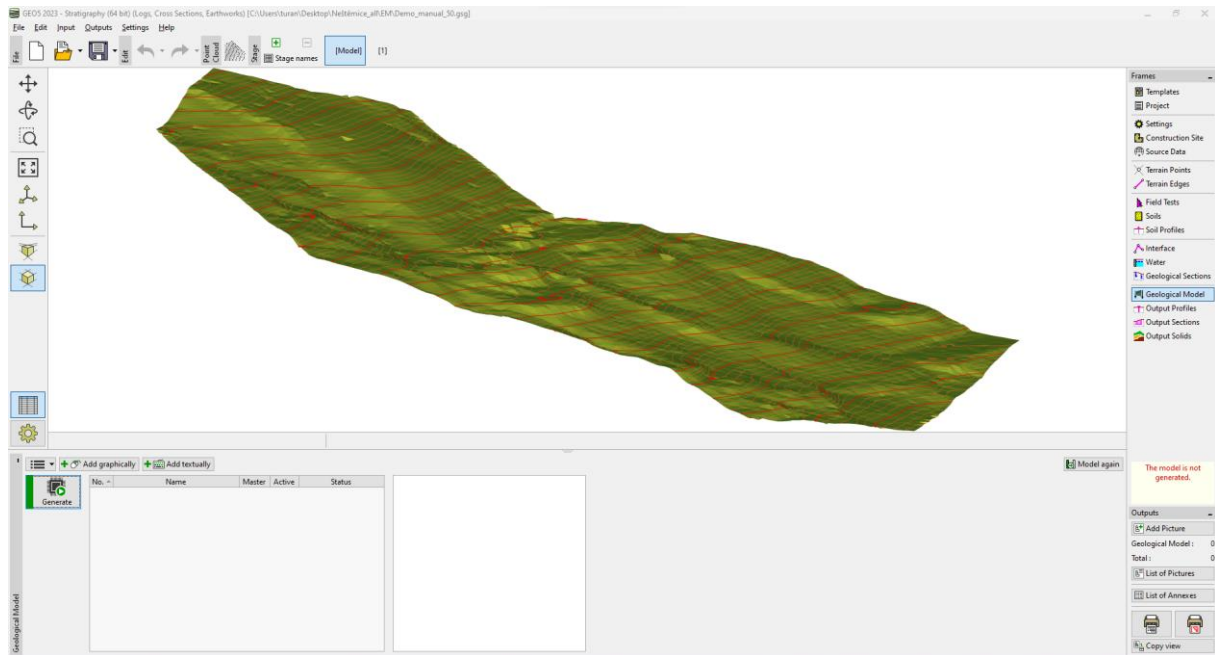 GEO5 2023 - Stratigraphy (64 bit) (Logs, Cross Sections, Earthworks) [C:\Users\turan\Desktop\Neštěmice_all\EM\Demo_manual_50.gsg]
File Edit Input Outputs Settings Help
File
Edit
Point Cloud
Stage
Stage names
[Model]
[1]
Frames
Templates
Project
Settings
Construction Site
Source Data
Terrain Points
Terrain Edges
Field Tests
Soils
Soil Profiles
Interface
Water
Geological Sections
Geological Model
Output Profiles
Output Sections
Output Solids
Add graphically
Add textually
Model again
Generate
No. Name Master Active Status
Geological Model
The model is not
generated.
Outputs
Add Picture
Geological Model : 0
Total : 0
List of Pictures
List of Annexes
Copy view